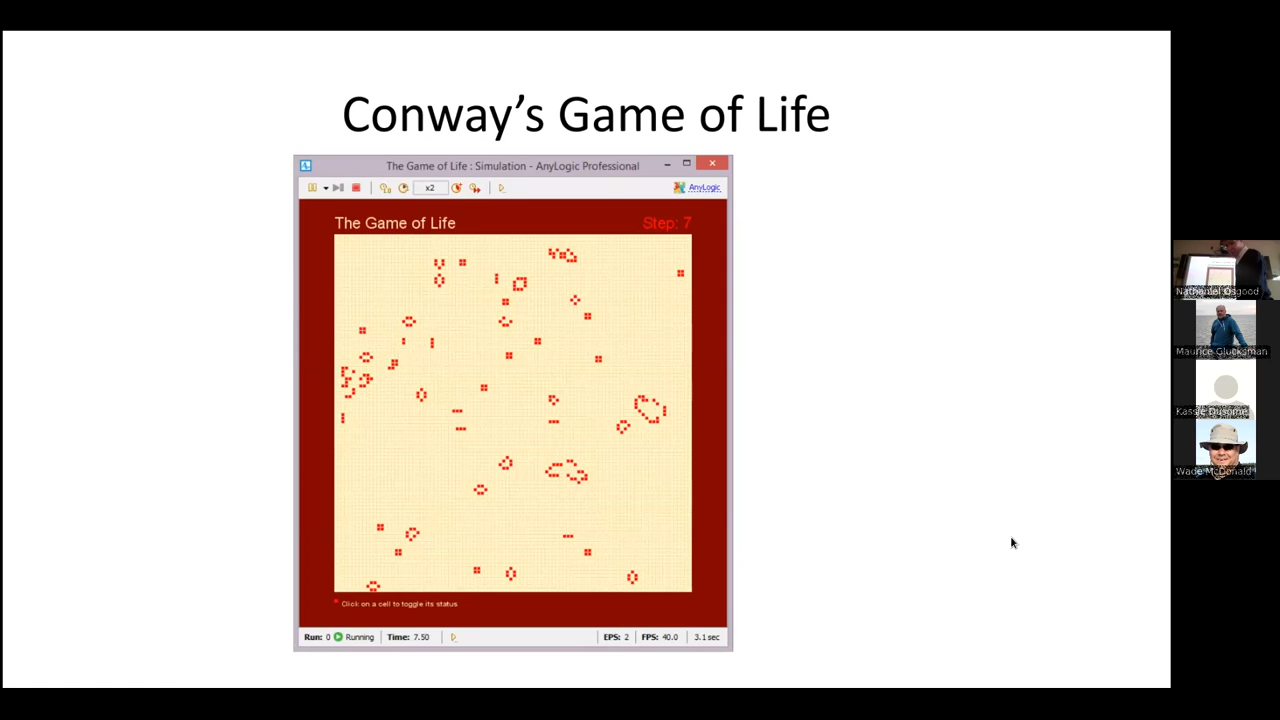 Conway's Game of Life
The Game of Life : Simulation - AnyLogic Professional
x2
AnyLogic
The Game of Life
Step: 7
Click on a cell to toggle its status
Run: 0 Running Time: 7.50 EPS: 2 FPS: 40.0 3.1 sec
Nathaniel Osgood
Maurice Glucksman
Kassie Dusome
Wade McDonald